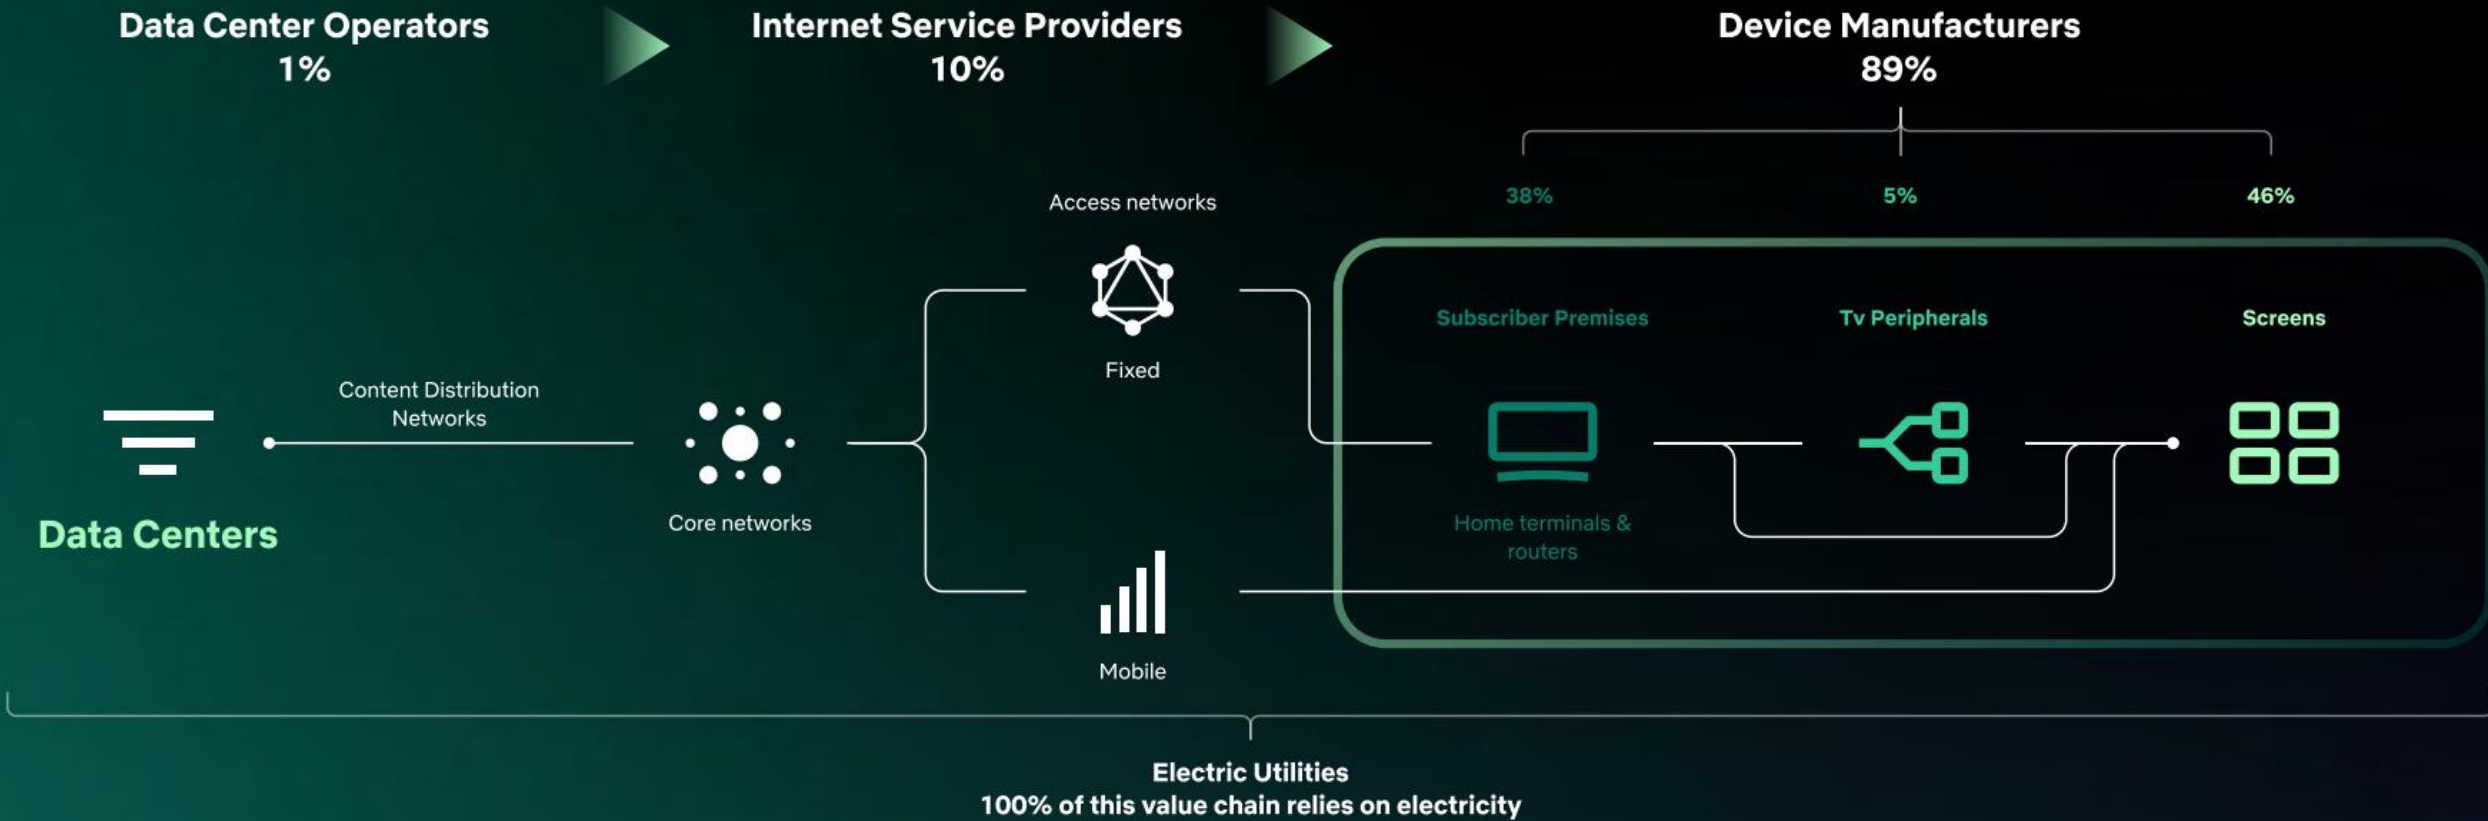 Data Center Operators
1%
Internet Service Providers
10%
Device Manufacturers
89%
38%
5%
46%
Access networks
Fixed
Subscriber Premises
Tv Peripherals
Screens
Content Distribution
Networks
Data Centers
Core networks
Home terminals &
routers
Mobile
Electric Utilities
100% of this value chain relies on electricity